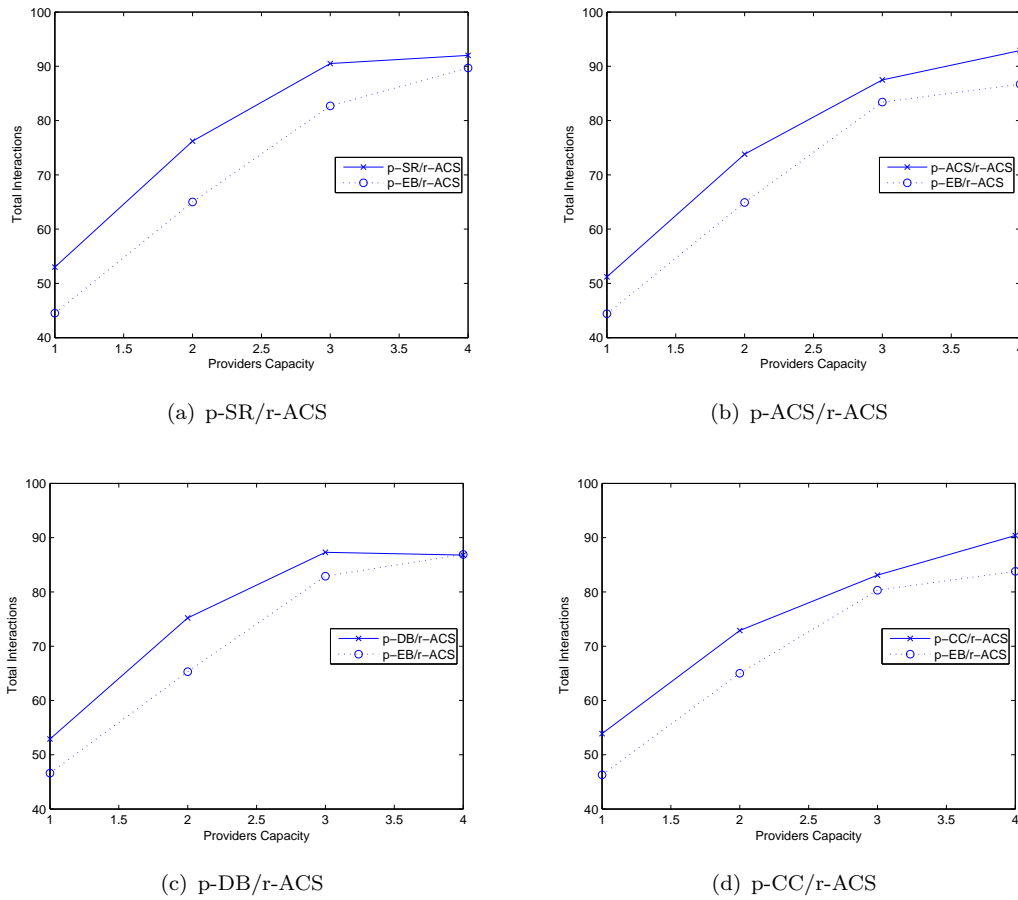 100
90
80
70
60
50
40
Total Interactions
p−SR/r−ACS
p−EB/r−ACS
1 1.5 2 2.5 3 3.5 4
Providers Capacity
(a) p-SR/r-ACS
100
90
80
70
60
50
40
Total Interactions
p−ACS/r−ACS
p−EB/r−ACS
1 1.5 2 2.5 3 3.5 4
Providers Capacity
(b) p-ACS/r-ACS
100
90
80
70
60
50
40
Total Interactions
p−DB/r−ACS
p−EB/r−ACS
1 1.5 2 2.5 3 3.5 4
Providers Capacity
(c) p-DB/r-ACS
100
90
80
70
60
50
40
Total Interactions
p−CC/r−ACS
p−EB/r−ACS
1 1.5 2 2.5 3 3.5 4
Providers Capacity
(d) p-CC/r-ACS